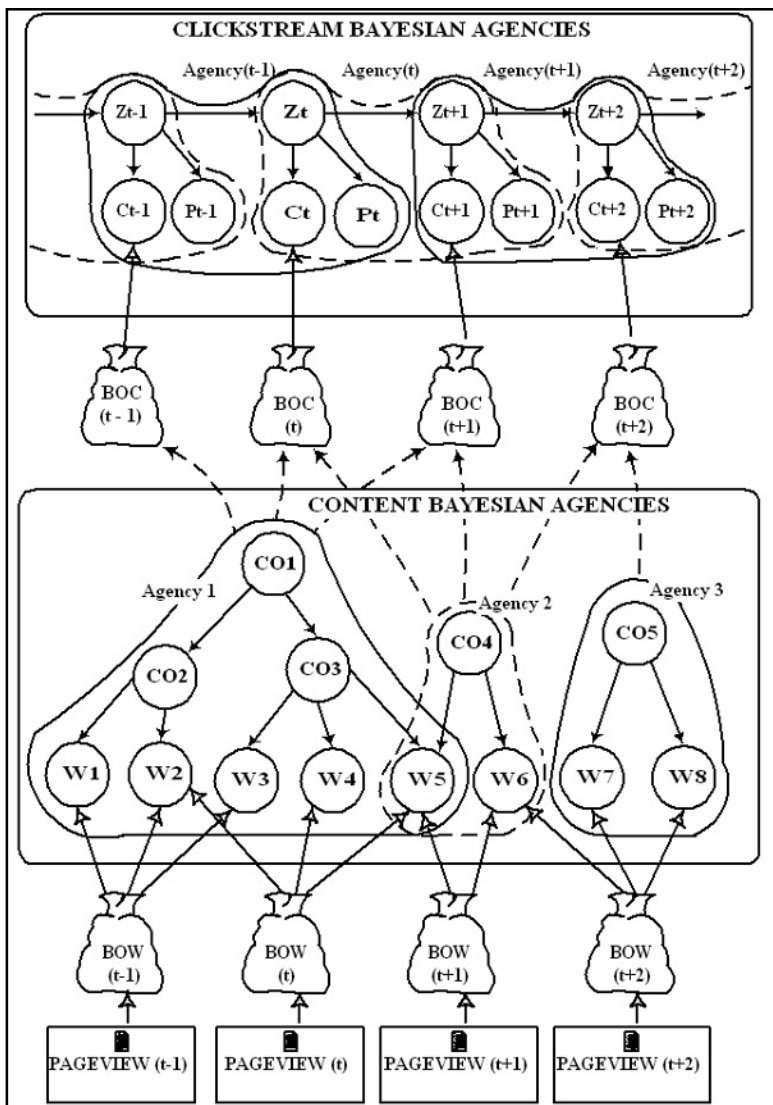 CLICKSTREAM BAYESIAN AGENCIES
Agency(t-1) Agency(t) Agency(t+1) Agency(t+2)
Zt-1 Zt Zt+1 Zt+2
Ct-1 Pt-1 Ct Pt Ct+1 Pt+1 Ct+2 Pt+2
BOC BOC BOC BOC
(t - 1) (t) (t+1) (t+2)
CONTENT BAYESIAN AGENCIES
CO1
Agency 1 Agency 2 Agency 3
CO2 CO3 CO4 CO5
W1 W2 W3 W4 W5 W6 W7 W8
BOW BOW BOW BOW
(t-1) (t) (t+1) (t+2)
PAGEVIEW (t-1) PAGEVIEW (t) PAGEVIEW (t+1) PAGEVIEW (t+2)